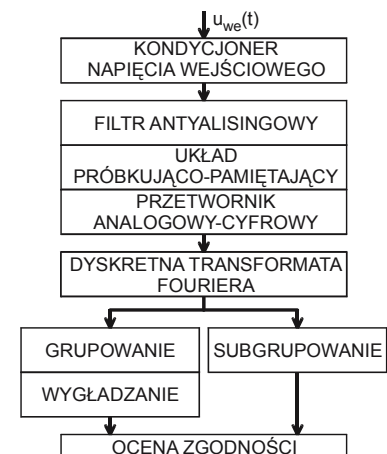 u_we(t)
KONDYCJONER
NAPIĘCIA WEJŚCIOWEGO
FILTR ANTYALISINGOWY
UKŁAD
PRÓBKUJĄCO-PAMIĘTAJĄCY
PRZETWORNIK
ANALOGOWY-CYFROWY
DYSKRETNA TRANSFORMATA
FOURIERA
GRUPOWANIE
SUBGRUPOWANIE
WYGŁADZANIE
OCENA ZGODNOŚCI